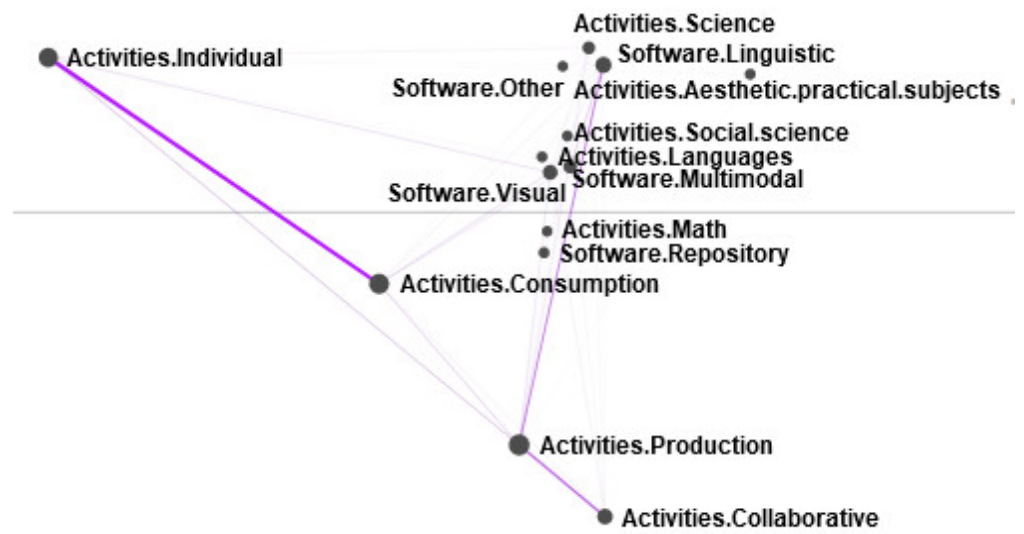 Activities.Science
Activities.Individual
Software.Linguistic
Software.Other
Activities.Aesthetic.practical.subjects
Activities.Social.science
Activities.Languages
Software.Multimodal
Software.Visual
Activities.Math
Software.Repository
Activities.Consumption
Activities.Production
Activities.Collaborative